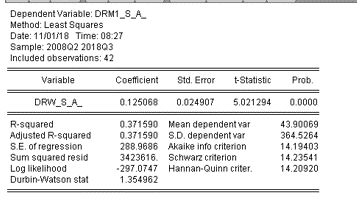 Dependent Variable: DRM1_S_A_
Method: Least Squares
Date: 11/01/18 Time: 08:27
Sample: 2008Q2 2018Q3
Included observations: 42
Variable Coefficient Std. Error t-Statistic Prob.
DRW_S_A_ 0.125068 0.024907 5.021294 0.0000
R-squared 0.371590 Mean dependent var 43.90069
Adjusted R-squared 0.371590 S.D. dependent var 364.5264
S.E. of regression 288.9686 Akaike info criterion 14.19403
Sum squared resid 3423616. Schwarz criterion 14.23541
Log likelihood -297.0747 Hannan-Quinn criter. 14.20920
Durbin-Watson stat 1.354962